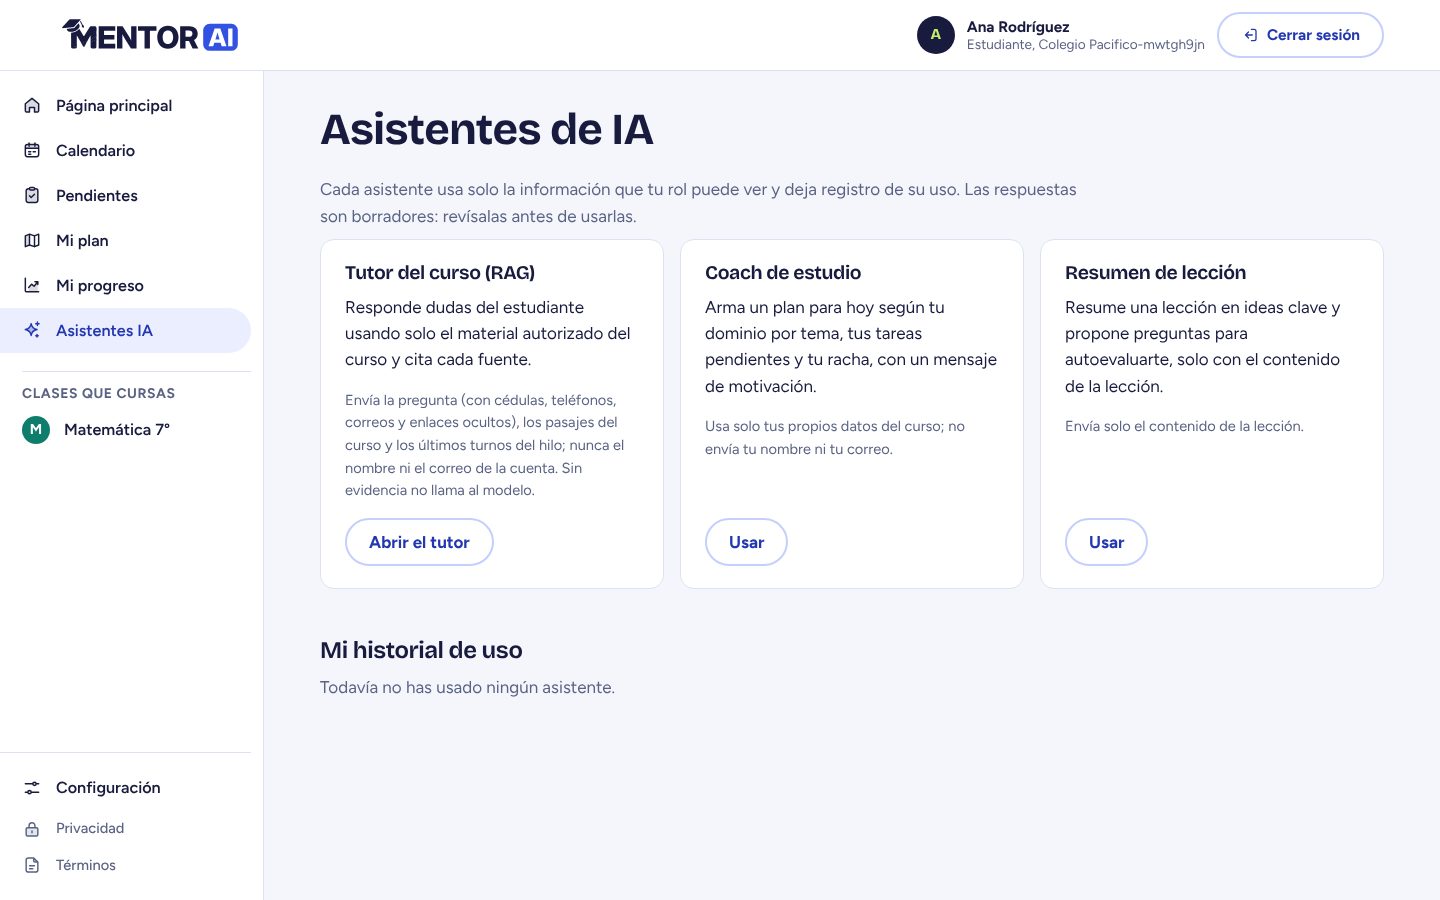 MENTOR AI
A
Ana Rodríguez
Estudiante, Colegio Pacifico-mwtgh9jn
Cerrar sesión
Página principal
Calendario
Pendientes
Mi plan
Mi progreso
Asistentes IA
CLASES QUE CURSAS
M
Matemática 7°
Configuración
Privacidad
Términos
Asistentes de IA
Cada asistente usa solo la información que tu rol puede ver y deja registro de su uso. Las respuestas
son borradores: revísalas antes de usarlas.
Tutor del curso (RAG)
Responde dudas del estudiante
usando solo el material autorizado del
curso y cita cada fuente.
Envía la pregunta (con cédulas, teléfonos,
correos y enlaces ocultos), los pasajes del
curso y los últimos turnos del hilo; nunca el
nombre ni el correo de la cuenta. Sin
evidencia no llama al modelo.
Abrir el tutor
Coach de estudio
Arma un plan para hoy según tu
dominio por tema, tus tareas
pendientes y tu racha, con un mensaje
de motivación.
Usa solo tus propios datos del curso; no
envía tu nombre ni tu correo.
Usar
Resumen de lección
Resume una lección en ideas clave y
propone preguntas para
autoevaluarte, solo con el contenido
de la lección.
Envía solo el contenido de la lección.
Usar
Mi historial de uso
Todavía no has usado ningún asistente.